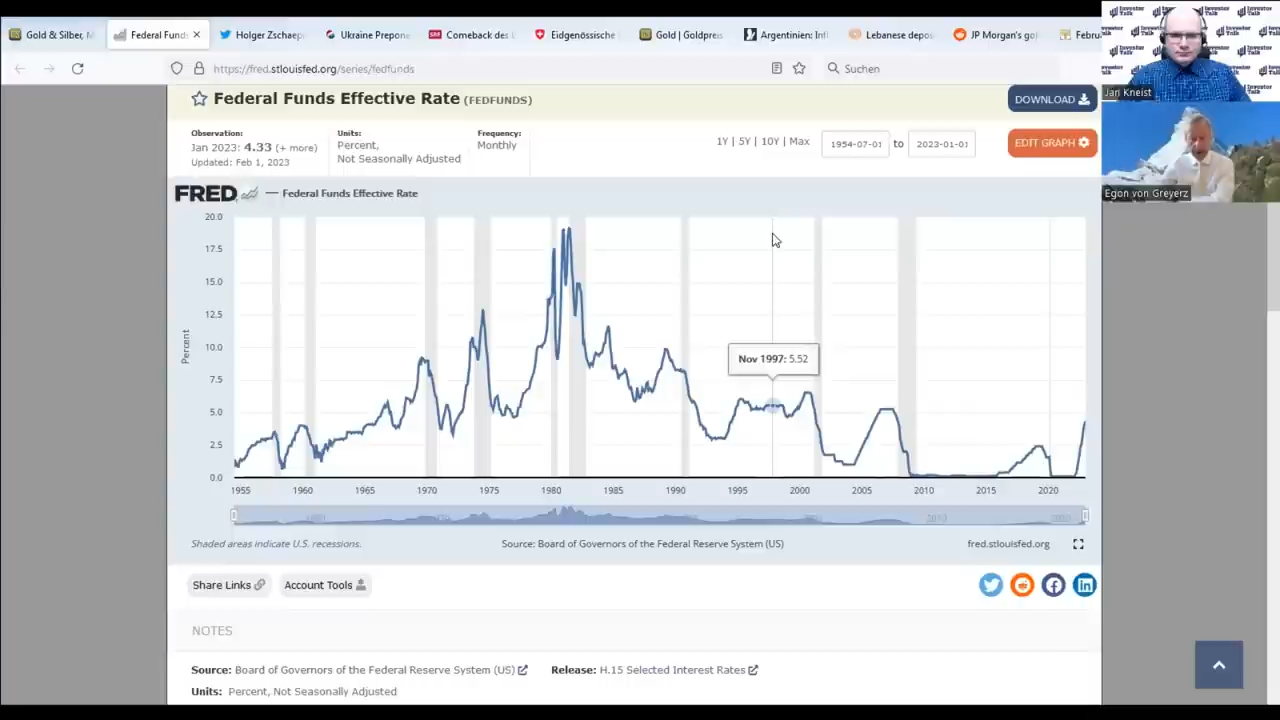 Gold & Silber, M
Federal Funds
Holger Zschaep
Ukraine Prepon
Comeback des
Eidgenössische
Gold | Goldpreis
Argentinien: Inf
Lebanese depos
JP Morgan's go
Februa
https://fred.stlouisfed.org/series/fedfunds
Suchen
Investor Talk
Jan Kneist
Egon von Greyerz
Federal Funds Effective Rate (FEDFUNDS)
DOWNLOAD
Observation:
Jan 2023: 4.33 (+ more)
Updated: Feb 1, 2023
Units:
Percent,
Not Seasonally Adjusted
Frequency:
Monthly
1Y | 5Y | 10Y | Max
1954-07-01 to 2023-01-01
EDIT GRAPH
FRED
Federal Funds Effective Rate
20.0
17.5
15.0
12.5
10.0
7.5
5.0
2.5
0.0
Percent
Nov 1997: 5.52
1955 1960 1965 1970 1975 1980 1985 1990 1995 2000 2005 2010 2015 2020
Shaded areas indicate U.S. recessions.
Source: Board of Governors of the Federal Reserve System (US)
fred.stlouisfed.org
Share Links
Account Tools
NOTES
Source: Board of Governors of the Federal Reserve System (US)
Release: H.15 Selected Interest Rates
Units: Percent, Not Seasonally Adjusted